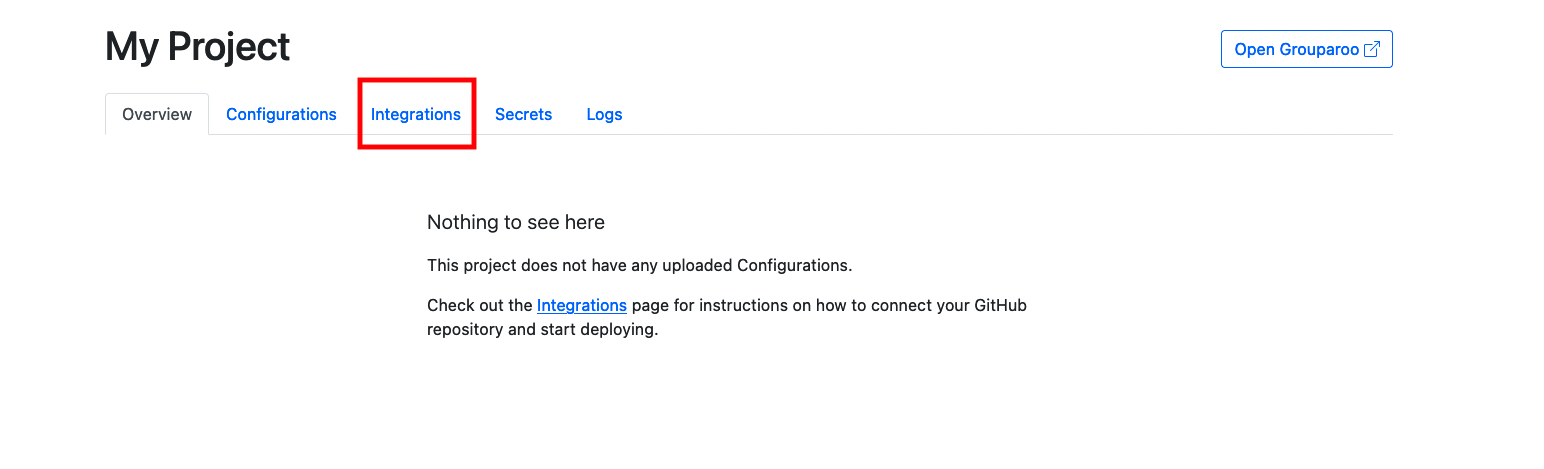 My Project
Open Grouparoo
Overview
Configurations
Integrations
Secrets
Logs
Nothing to see here
This project does not have any uploaded Configurations.
Check out the Integrations page for instructions on how to connect your GitHub
repository and start deploying.